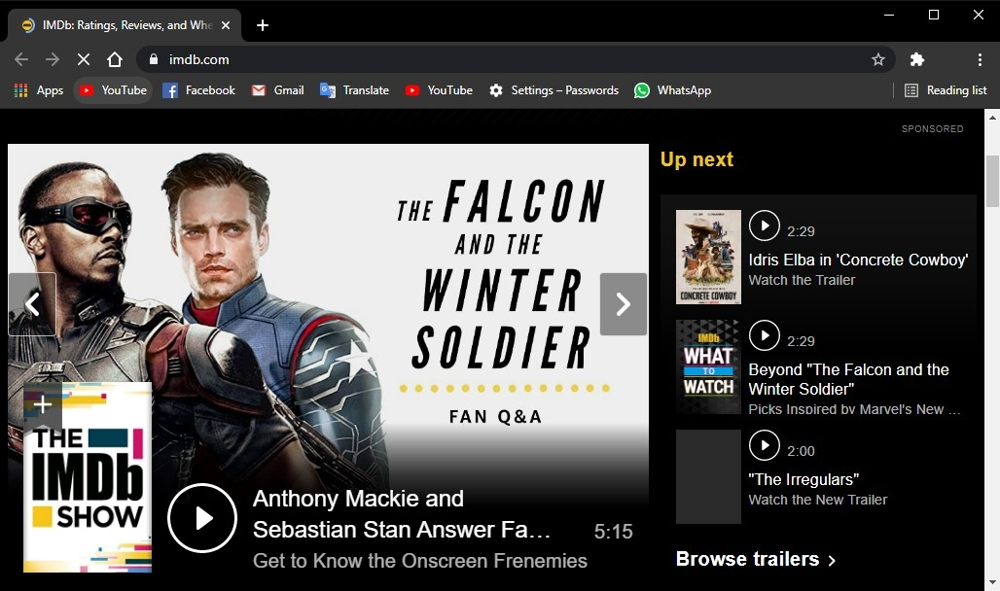 IMDb: Ratings, Reviews, and Whe
imdb.com
Apps
YouTube
Facebook
Gmail
Translate
YouTube
Settings – Passwords
WhatsApp
Reading list
SPONSORED
THE FALCON
AND THE
WINTER
SOLDIER
FAN Q&A
THE
IMDb
SHOW
Anthony Mackie and
Sebastian Stan Answer Fa…
5:15
Get to Know the Onscreen Frenemies
Up next
CONCRETE COWBOY
2:29
Idris Elba in 'Concrete Cowboy'
Watch the Trailer
IMDb
WHAT
TO
WATCH
2:29
Beyond "The Falcon and the
Winter Soldier"
Picks Inspired by Marvel's New ...
2:00
"The Irregulars"
Watch the New Trailer
Browse trailers